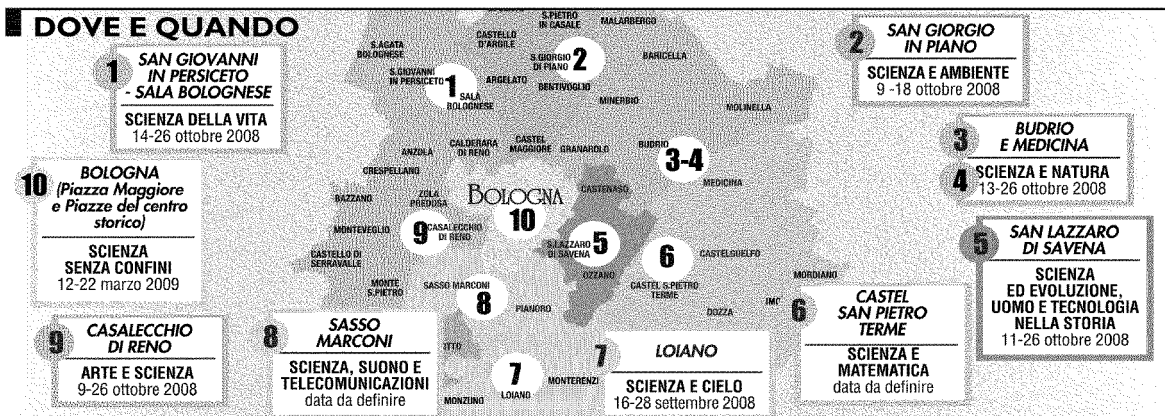 DOVE E QUANDO
1
SAN GIOVANNI
IN PERSICETO
- SALA BOLOGNESE
SCIENZA DELLA VITA
14-26 ottobre 2008
10
BOLOGNA
(Piazza Maggiore
e Piazze del centro
storico)
SCIENZA
SENZA CONFINI
12-22 marzo 2009
9
CASALECCHIO
DI RENO
ARTE E SCIENZA
9-26 ottobre 2008
8
SASSO
MARCONI
SCIENZA, SUONO E
TELECOMUNICAZIONI
data da definire
7
LOIANO
SCIENZA E CIELO
16-28 settembre 2008
2
SAN GIORGIO
IN PIANO
SCIENZA E AMBIENTE
9 -18 ottobre 2008
3
4
BUDRIO
E MEDICINA
SCIENZA E NATURA
13-26 ottobre 2008
5
SAN LAZZARO
DI SAVENA
SCIENZA
ED EVOLUZIONE,
UOMO E TECNOLOGIA
NELLA STORIA
11-26 ottobre 2008
6
CASTEL
SAN PIETRO
TERME
SCIENZA E
MATEMATICA
data da definire
S.PIETRO
IN CASALE
MALARBERGO
CASTELLO
D'ARGILE
S.AGATA
BOLOGNESE
S.GIORGIO
DI PIANO
2
BARICELLA
S.GIOVANNI
IN PERSICETO
1
SALA
BOLOGNESE
ARGELATO
BENTIVOGLIO
MINERBIO
MOLINELLA
CALDERARA
DI RENO
CASTEL
MAGGIORE
GRANAROLO
BUDRIO
3-4
MEDICINA
ANZOLA
CRESPELLANO
BAZZANO
ZOLA
PREDOSA
BOLOGNA
10
CASTENASO
MONTEVEGLIO
9
CASALECCHIO
DI RENO
S.LAZZARO
DI SAVENA
5
6
CASTELGUELFO
CASTELLO DI
SERRAVALLE
OZZANO
MORDIANO
MONTE
S.PIETRO
SASSO MARCONI
8
PIANORO
CASTEL S.PIETRO
TERME
DOZZA
7
LOIANO
MONTERENZI
MONZUNO